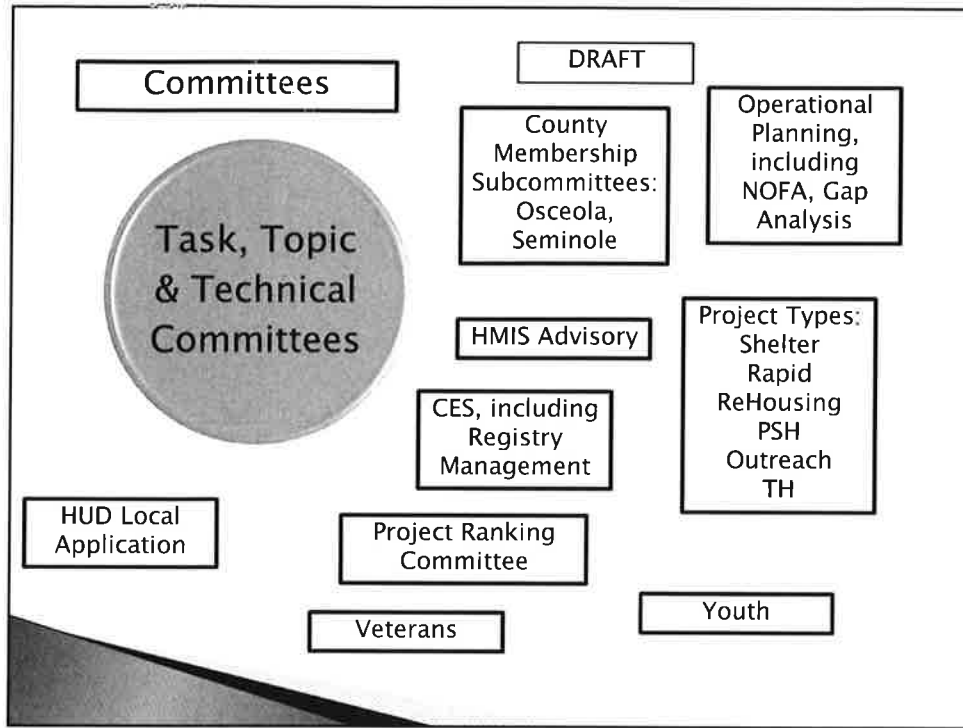 Committees
DRAFT
County
Membership
Subcommittees:
Osceola,
Seminole
Operational
Planning,
including
NOFA, Gap
Analysis
Task, Topic
& Technical
Committees
HMIS Advisory
Project Types:
Shelter
Rapid
ReHousing
PSH
Outreach
TH
CES, including
Registry
Management
HUD Local
Application
Project Ranking
Committee
Veterans
Youth